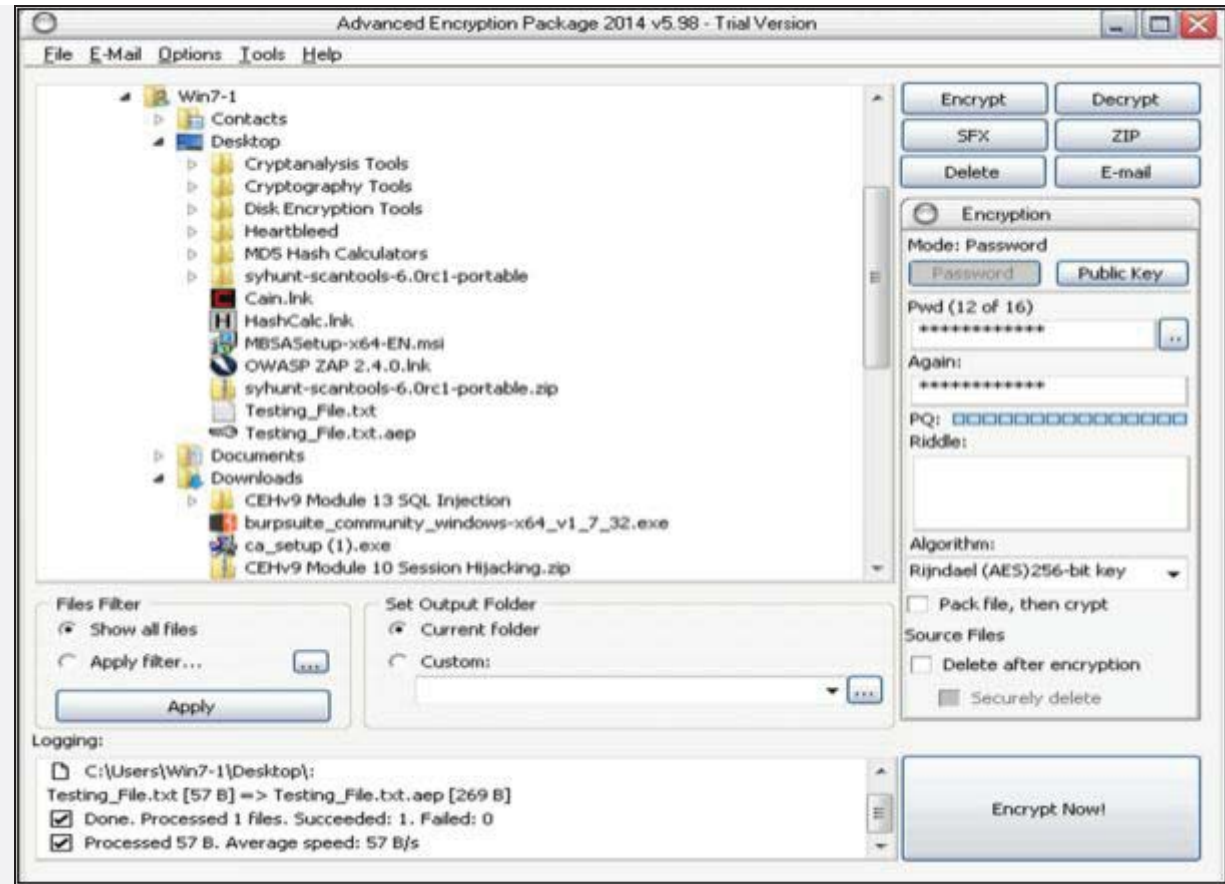 Advanced Encryption Package 2014 v5.98 - Trial Version
File E-Mail Options Tools Help
Win7-1
Contacts
Desktop
Cryptanalysis Tools
Cryptography Tools
Disk Encryption Tools
Heartbleed
MD5 Hash Calculators
syhunt-scantools-6.0rc1-portable
Cain.lnk
HashCalc.lnk
MBSASetup-x64-EN.msi
OWASP ZAP 2.4.0.lnk
syhunt-scantools-6.0rc1-portable.zip
Testing_File.txt
Testing_File.txt.aep
Documents
Downloads
CEHv9 Module 13 SQL Injection
burpsuite_community_windows-x64_v1_7_32.exe
ca_setup (1).exe
CEHv9 Module 10 Session Hijacking.zip
Encrypt Decrypt
SFX ZIP
Delete E-mail
Encryption
Mode: Password
Password Public Key
Pwd (12 of 16)
************ ..
Again:
************
PQ:
Riddle:
Algorithm:
Rijndael (AES)256-bit key
Pack file, then crypt
Source Files
Delete after encryption
Securely delete
Files Filter
Show all files
Apply filter... ...
Apply
Set Output Folder
Current folder
Custom:
...
Logging:
C:\Users\Win7-1\Desktop\:
Testing_File.txt [57 B] => Testing_File.txt.aep [269 B]
Done. Processed 1 files. Succeeded: 1. Failed: 0
Processed 57 B. Average speed: 57 B/s
Encrypt Now!